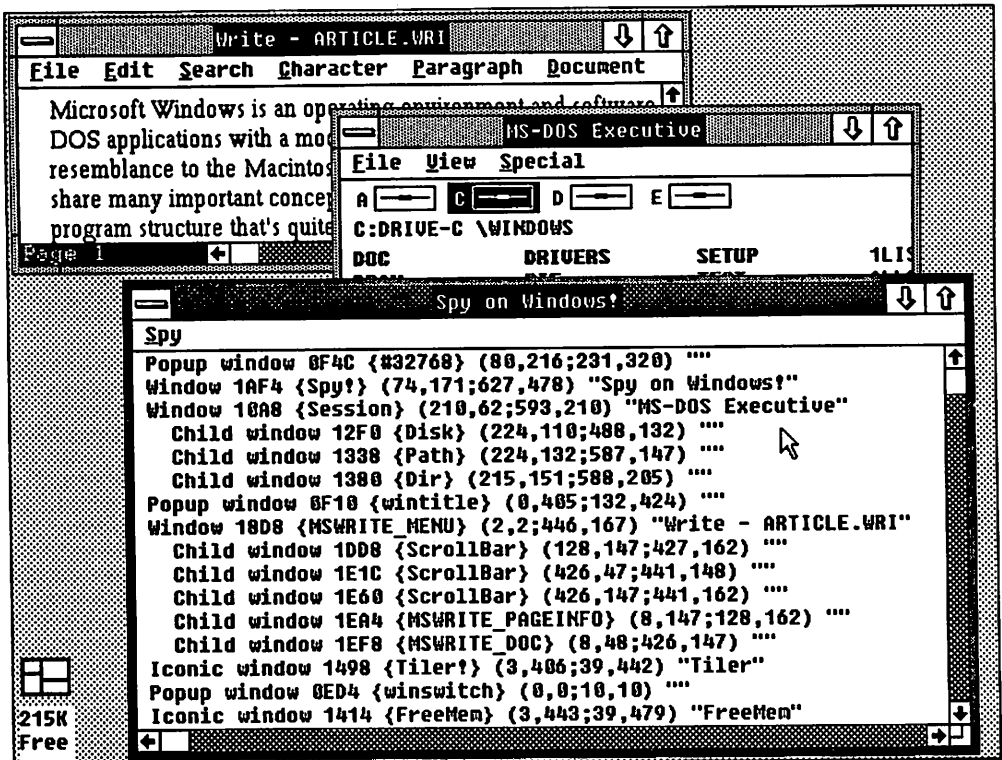 Write - ARTICLE.WRI
File Edit Search Character Paragraph Document
Microsoft Windows is an operating environment and software
DOS applications with a mod
resemblance to the Macintos
share many important concep
program structure that's quite
Page 1
MS-DOS Executive
File View Special
A C D E
C:DRIVE-C \WINDOWS
DOC DRIVERS SETUP 1LIS
Spy on Windows!
Spy
Popup window 0F4C {#32768} (80,216;231,320) ""
Window 1AF4 {Spy!} (74,171;627,478) "Spy on Windows!"
Window 10A8 {Session} (210,62;593,210) "MS-DOS Executive"
Child window 12F0 {Disk} (224,110;488,132) ""
Child window 1338 {Path} (224,132;587,147) ""
Child window 1380 {Dir} (215,151;588,205) ""
Popup window 0F10 {wintitle} (0,405;132,424) ""
Window 18D8 {MSWRITE_MENU} (2,2;446,167) "Write - ARTICLE.WRI"
Child window 1DD8 {ScrollBar} (128,147;427,162) ""
Child window 1E1C {ScrollBar} (426,47;441,148) ""
Child window 1E60 {ScrollBar} (426,147;441,162) ""
Child window 1EA4 {MSWRITE_PAGEINFO} (8,147;128,162) ""
Child window 1EF8 {MSWRITE_DOC} (8,48;426,147) ""
Iconic window 1498 {Tiler!} (3,406;39,442) "Tiler"
Popup window 0ED4 {winswitch} (0,0;10,10) ""
Iconic window 1414 {FreeMem} (3,443;39,479) "FreeMem"
215K
Free